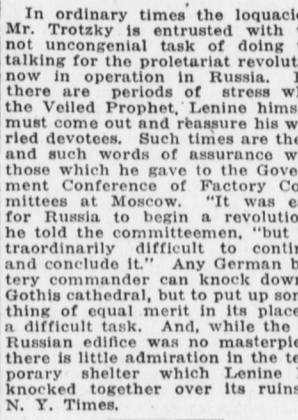 In ordinary times the loquaci
Mr. Trotzky is entrusted with
not uncongenial task of doing
talking for the proletariat revolut
now in operation in Russia.
there are periods of stress w
the Veiled Prophet, Lenine hims
must come out and reassure his w
ried devotees. Such times are the
and such words of assurance w
those which he gave to the Gove
ment Conference of Factory Co
mittees at Moscow. "It was e
for Russia to begin a revolutio
he told the committeemen, "but
traordinarily difficult to contin
and conclude it." Any German b
tery commander can knock down
Gothis cathedral, but to put up som
thing of equal merit in its place
a difficult task. And, while the
Russian edifice was no masterpie
there is little admiration in the te
porary shelter which Lenine
knocked together over its ruins
N. Y. Times.